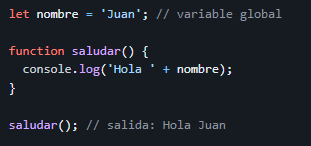 let nombre = 'Juan'; // variable global
function saludar() {
  console.log('Hola ' + nombre);
}
saludar(); // salida: Hola Juan